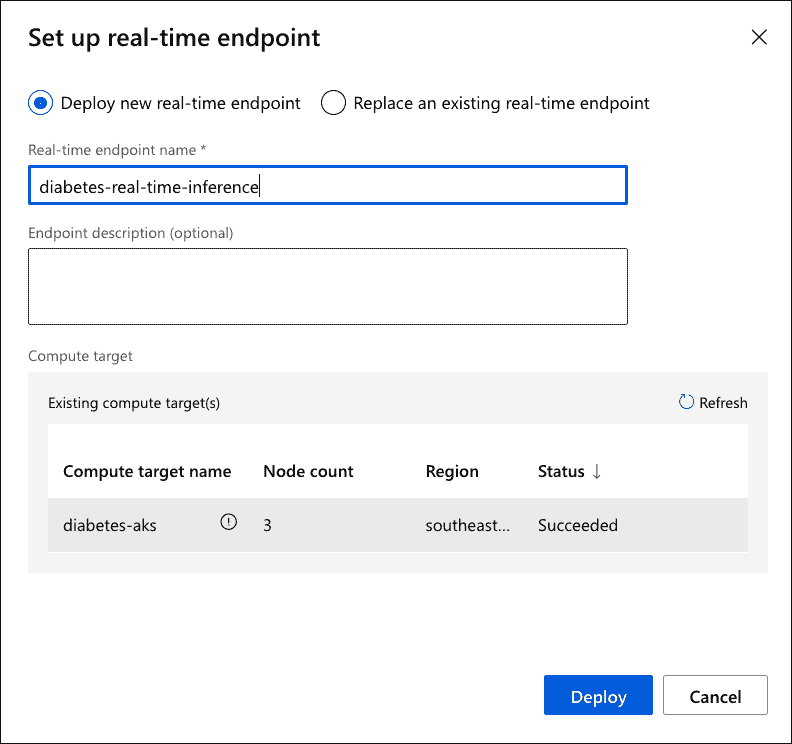 Set up real-time endpoint
Deploy new real-time endpoint Replace an existing real-time endpoint
Real-time endpoint name *
diabetes-real-time-inference
Endpoint description (optional)
Compute target
Existing compute target(s) Refresh
Compute target name Node count Region Status ↓
diabetes-aks 3 southeast... Succeeded
Deploy Cancel